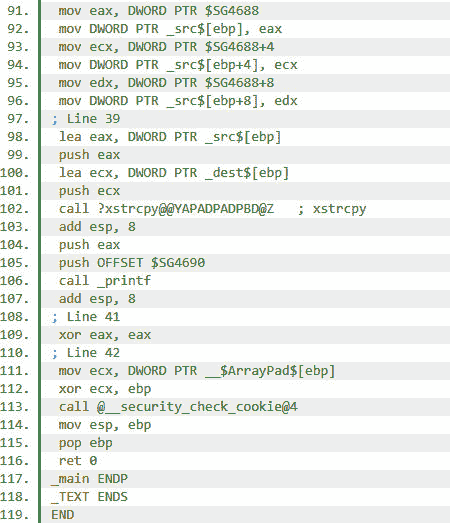 91. mov eax, DWORD PTR $SG4688
92. mov DWORD PTR _src$[ebp], eax
93. mov ecx, DWORD PTR $SG4688+4
94. mov DWORD PTR _src$[ebp+4], ecx
95. mov edx, DWORD PTR $SG4688+8
96. mov DWORD PTR _src$[ebp+8], edx
97. ; Line 39
98. lea eax, DWORD PTR _src$[ebp]
99. push eax
100. lea ecx, DWORD PTR _dest$[ebp]
101. push ecx
102. call ?xstrcpy@@YAPADPADPBD@Z ; xstrcpy
103. add esp, 8
104. push eax
105. push OFFSET $SG4690
106. call _printf
107. add esp, 8
108. ; Line 41
109. xor eax, eax
110. ; Line 42
111. mov ecx, DWORD PTR __$ArrayPad$[ebp]
112. xor ecx, ebp
113. call @__security_check_cookie@4
114. mov esp, ebp
115. pop ebp
116. ret 0
117. _main ENDP
118. _TEXT ENDS
119. END